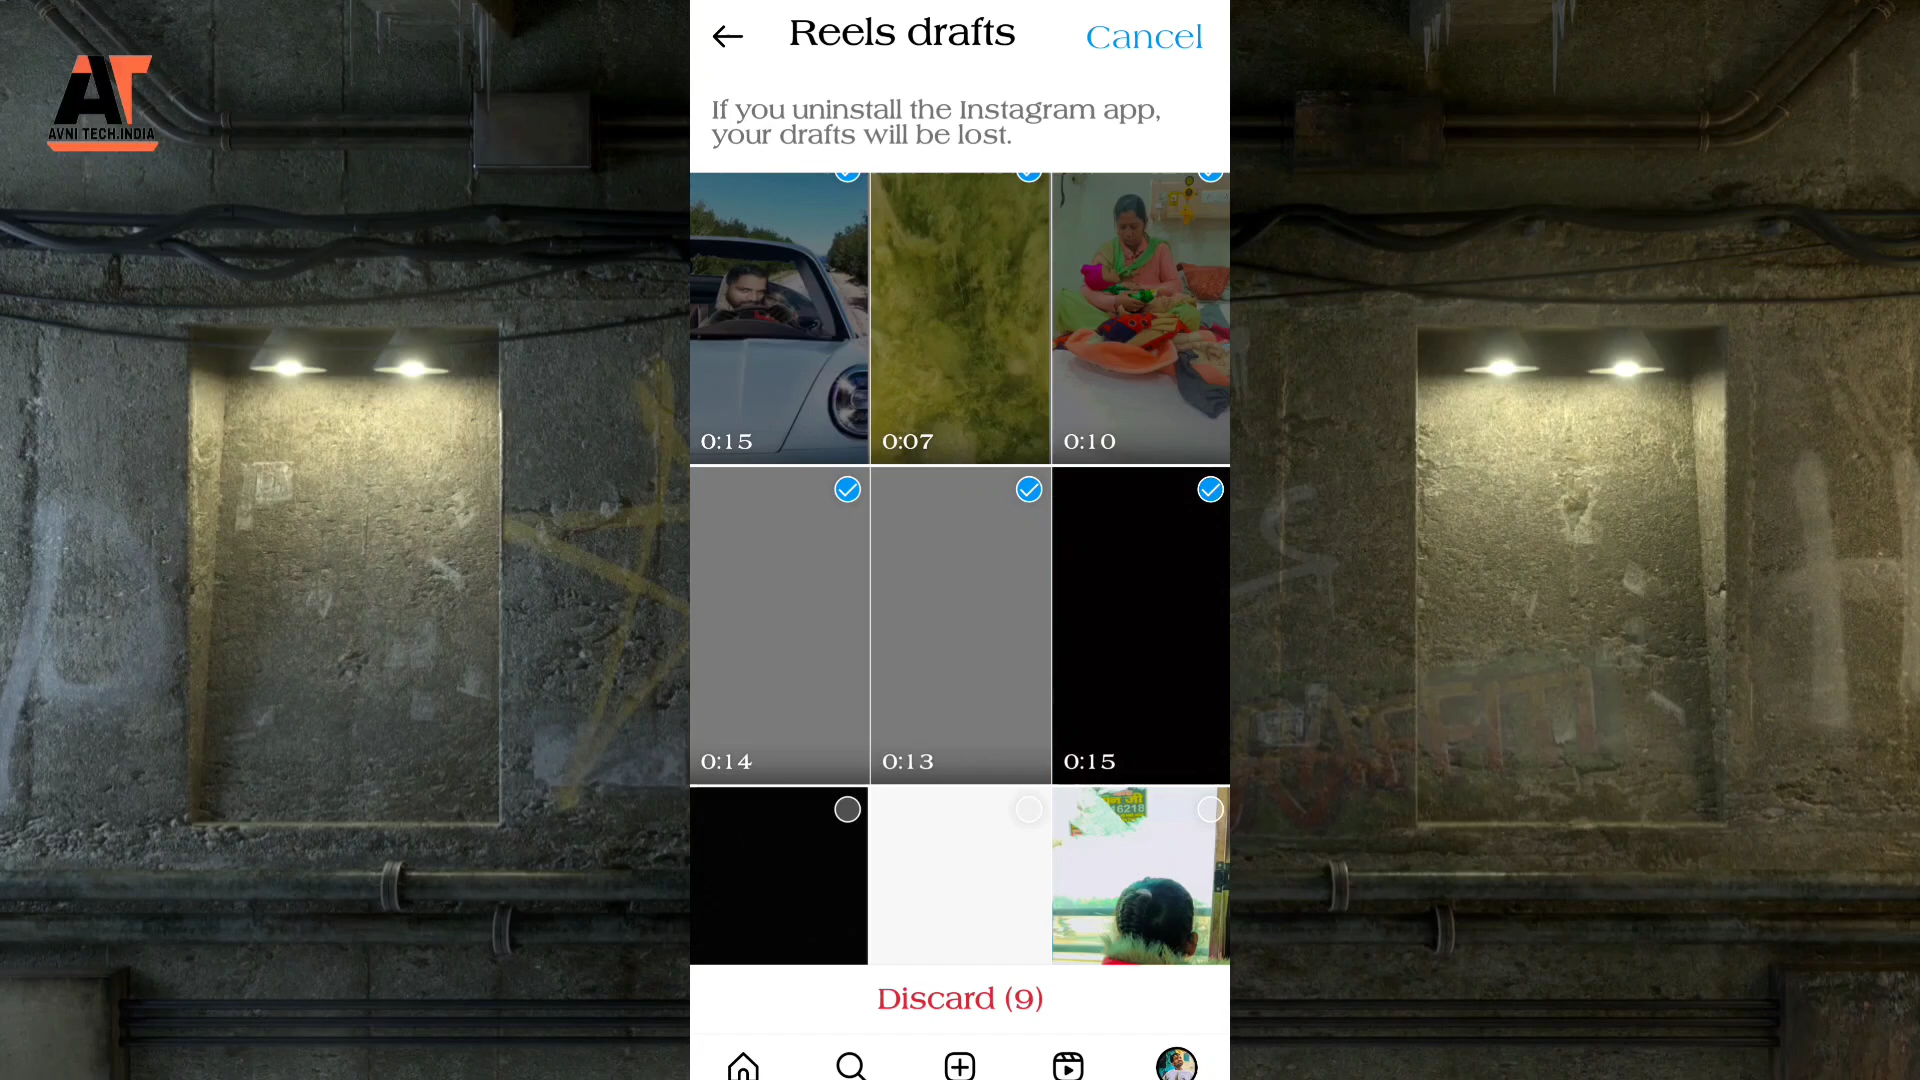 AT
AVNI TECH.INDIA
Reels drafts
Cancel
If you uninstall the Instagram app,
your drafts will be lost.
0:15
0:07
0:10
0:14
0:13
0:15
16218
Discard (9)